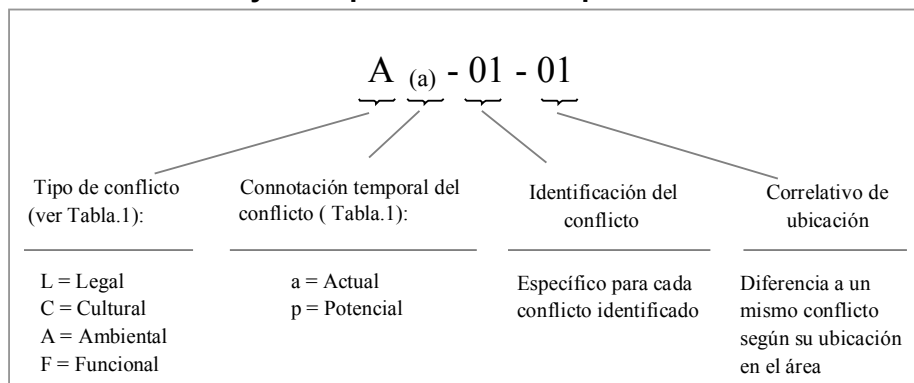 A (a) - 01 - 01
Tipo de conflicto
(ver Tabla.1):
L = Legal
C = Cultural
A = Ambiental
F = Funcional
Connotación temporal del
conflicto ( Tabla.1):
a = Actual
p = Potencial
Identificación del
conflicto
Específico para cada
conflicto identificado
Correlativo de
ubicación
Diferencia a un
mismo conflicto
según su ubicación
en el área